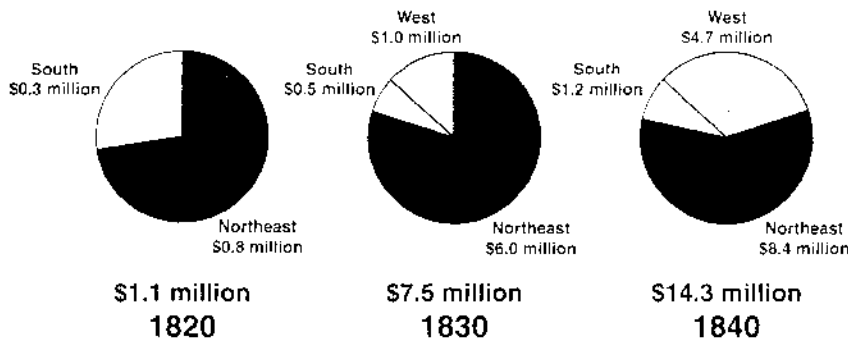 South
$0.3 million
Northeast
$0.8 million
$1.1 million
1820
West
$1.0 million
South
$0.5 million
Northeast
$6.0 million
$7.5 million
1830
West
$4.7 million
South
$1.2 million
Northeast
$8.4 million
$14.3 million
1840